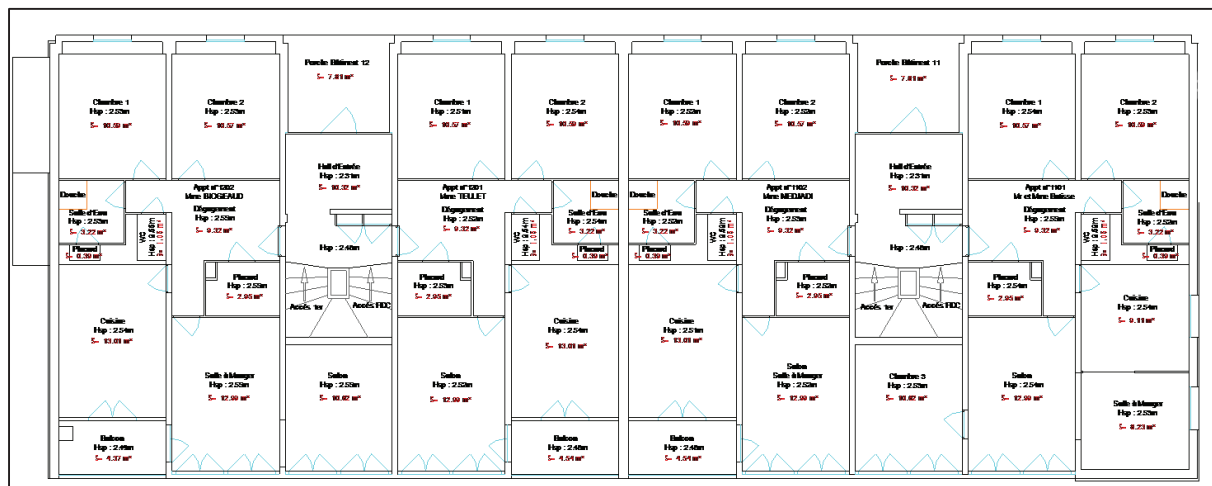 Chambre 1
Hsp : 2.53m
S= 10.59 m²
Chambre 2
Hsp : 2.53m
S= 10.57 m²
Porche Bâtiment 12
S= 7.81 m²
Chambre 1
Hsp : 2.51m
S= 10.57 m²
Chambre 2
Hsp : 2.54m
S= 10.59 m²
Chambre 1
Hsp : 2.52m
S= 10.59 m²
Chambre 2
Hsp : 2.52m
S= 10.57 m²
Porche Bâtiment 11
S= 7.81 m²
Chambre 1
Hsp : 2.54m
S= 10.57 m²
Chambre 2
Hsp : 2.53m
S= 10.59 m²
Douche
Salle d'Eau
Hsp : 2.53m
S= 3.22 m²
Placard
S= 0.39 m²
WC
Appt n°1202
Mme BIOGEAUD
Dégagement
Hsp : 2.55m
S= 9.32 m²
Placard
Hsp : 2.55m
S= 2.95 m²
Hall d'Entrée
Hsp : 2.31m
S= 10.32 m²
Hsp : 2.48m
Accès 1er
Accès RDC
Appt n°1201
Mme TEULET
Dégagement
Hsp : 2.52m
S= 9.32 m²
Placard
Hsp : 2.53m
S= 2.95 m²
WC
Douche
Salle d'Eau
Hsp : 2.54m
S= 3.22 m²
Placard
S= 0.39 m²
Douche
Salle d'Eau
Hsp : 2.52m
S= 3.22 m²
Placard
S= 0.39 m²
WC
Appt n°1102
Mme MEDJADI
Dégagement
Hsp : 2.52m
S= 9.32 m²
Placard
Hsp : 2.52m
S= 2.95 m²
Hall d'Entrée
Hsp : 2.31m
S= 10.32 m²
Hsp : 2.48m
Accès 1er
Accès RDC
Appt n°1101
Mr et Mme Batisse
Dégagement
Hsp : 2.55m
S= 9.32 m²
Placard
Hsp : 2.54m
S= 2.95 m²
WC
Douche
Salle d'Eau
Hsp : 2.52m
S= 3.22 m²
Placard
S= 0.39 m²
Cuisine
Hsp : 2.54m
S= 13.01 m²
Salle à Manger
Hsp : 2.55m
S= 12.99 m²
Salon
Hsp : 2.55m
S= 10.62 m²
Salon
Hsp : 2.52m
S= 12.99 m²
Cuisine
Hsp : 2.54m
S= 13.01 m²
Cuisine
Hsp : 2.51m
S= 13.01 m²
Salon
Salle à Manger
Hsp : 2.52m
S= 12.99 m²
Chambre 3
Hsp : 2.53m
S= 10.62 m²
Salon
Hsp : 2.54m
S= 12.99 m²
Cuisine
Hsp : 2.54m
S= 9.11 m²
Salle à Manger
Hsp : 2.53m
S= 8.23 m²
Balcon
Hsp : 2.44m
S= 4.37 m²
Balcon
Hsp : 2.48m
S= 4.54 m²
Balcon
Hsp : 2.48m
S= 4.54 m²